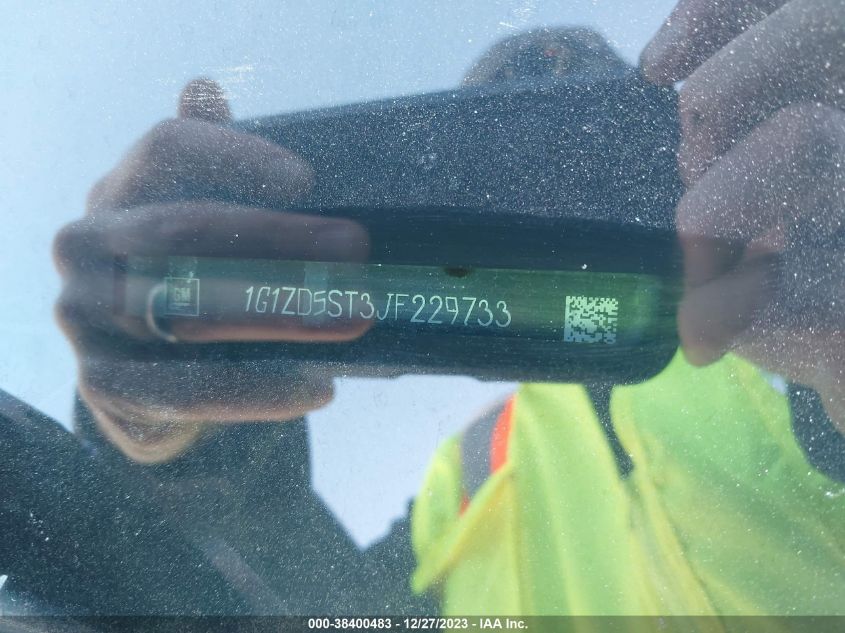 GM
1G1ZD5ST3JF229733
000-38400483 - 12/27/2023 - IAA Inc.